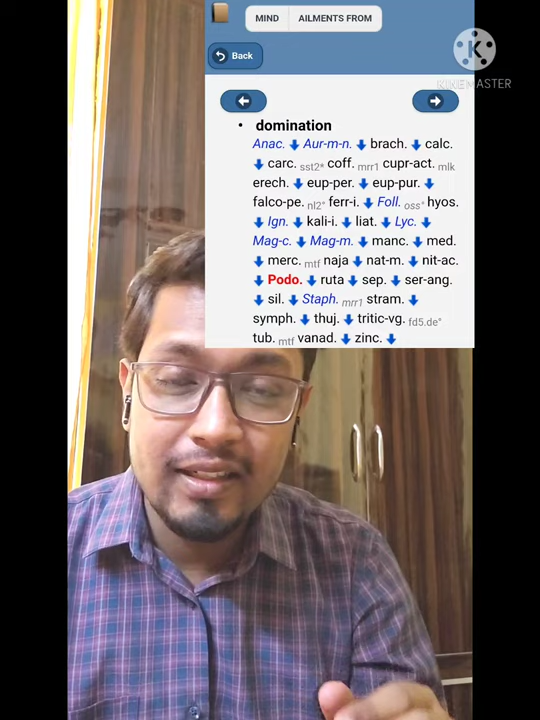 MIND AILMENTS FROM
K
KINEMASTER
Back
• domination
Anac. Aur-m-n. brach. calc.
carc. sst2* coff. mrr1 cupr-act. mlk
erech. eup-per. eup-pur.
falco-pe. nl2* ferr-i. Foll. oss* hyos.
Ign. kali-i. liat. Lyc.
Mag-c. Mag-m. manc. med.
merc. mtf naja nat-m. nit-ac.
Podo. ruta sep. ser-ang.
sil. Staph. mrr1 stram.
symph. thuj. tritic-vg. fd5.de*
tub. mtf vanad. zinc.